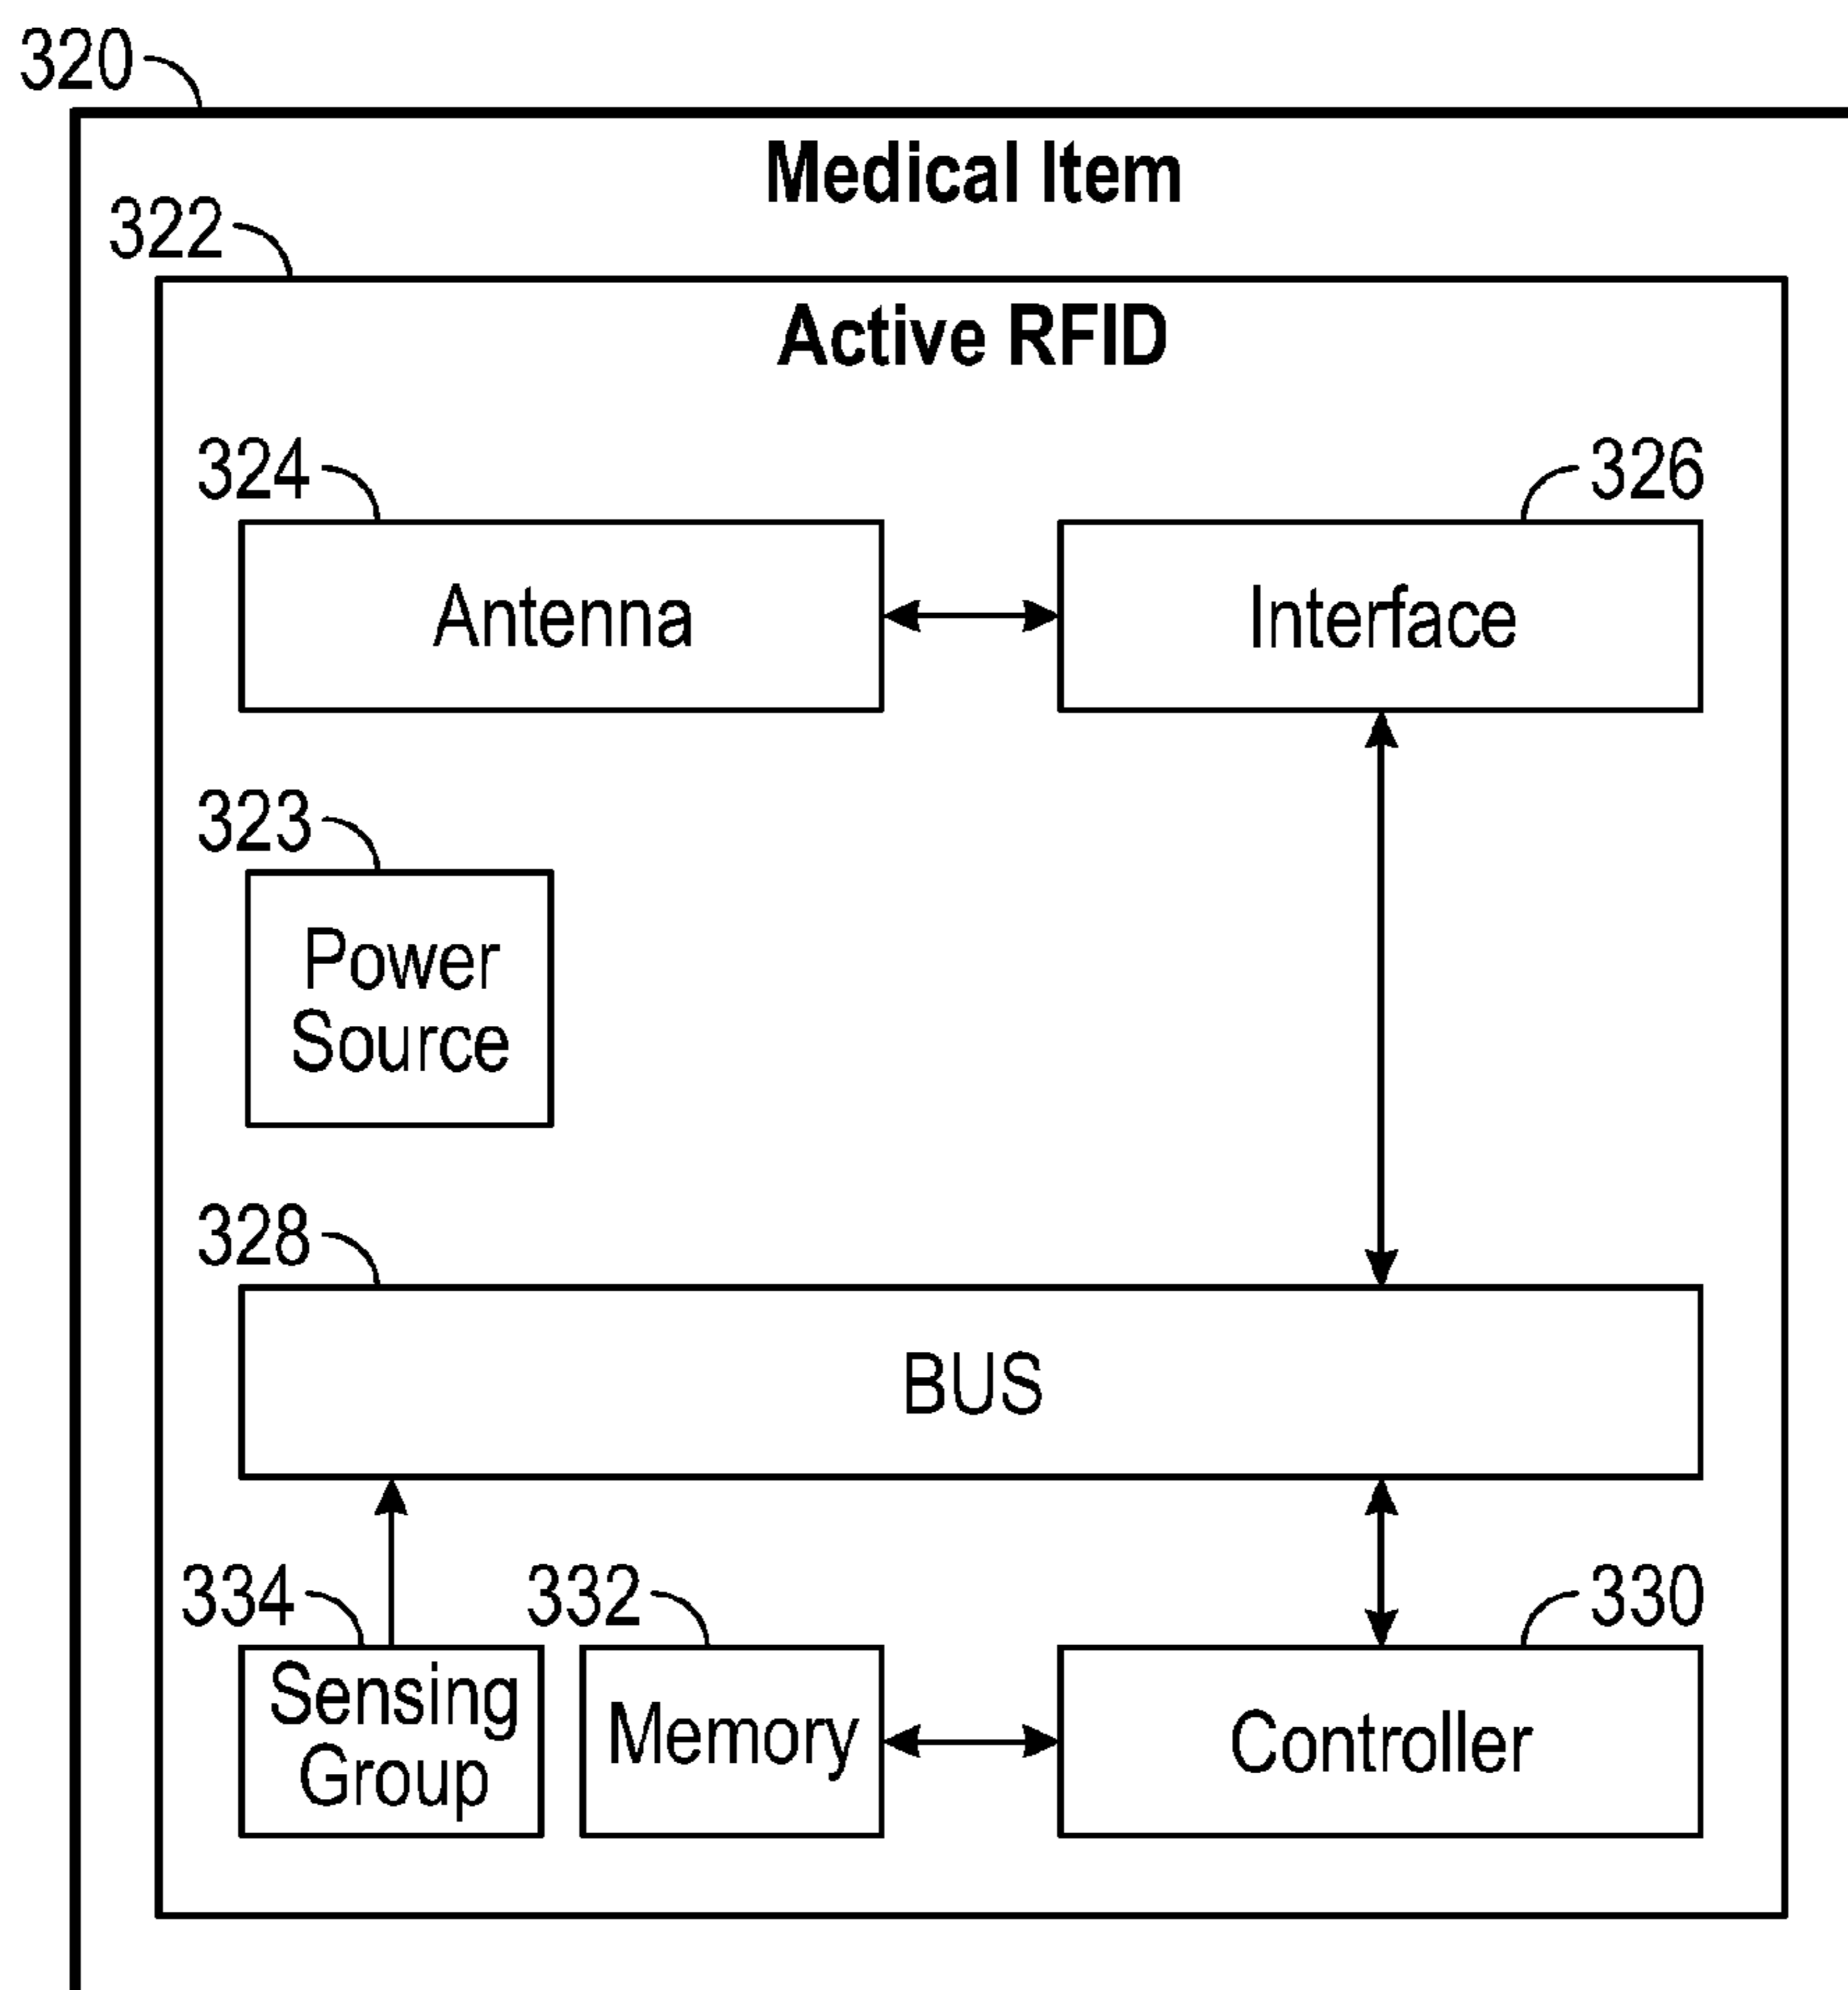 320
Medical Item
322
Active RFID
324
326
Antenna
Interface
323
Power
Source
328
BUS
334
332
330
Sensing
Group
Memory
Controller